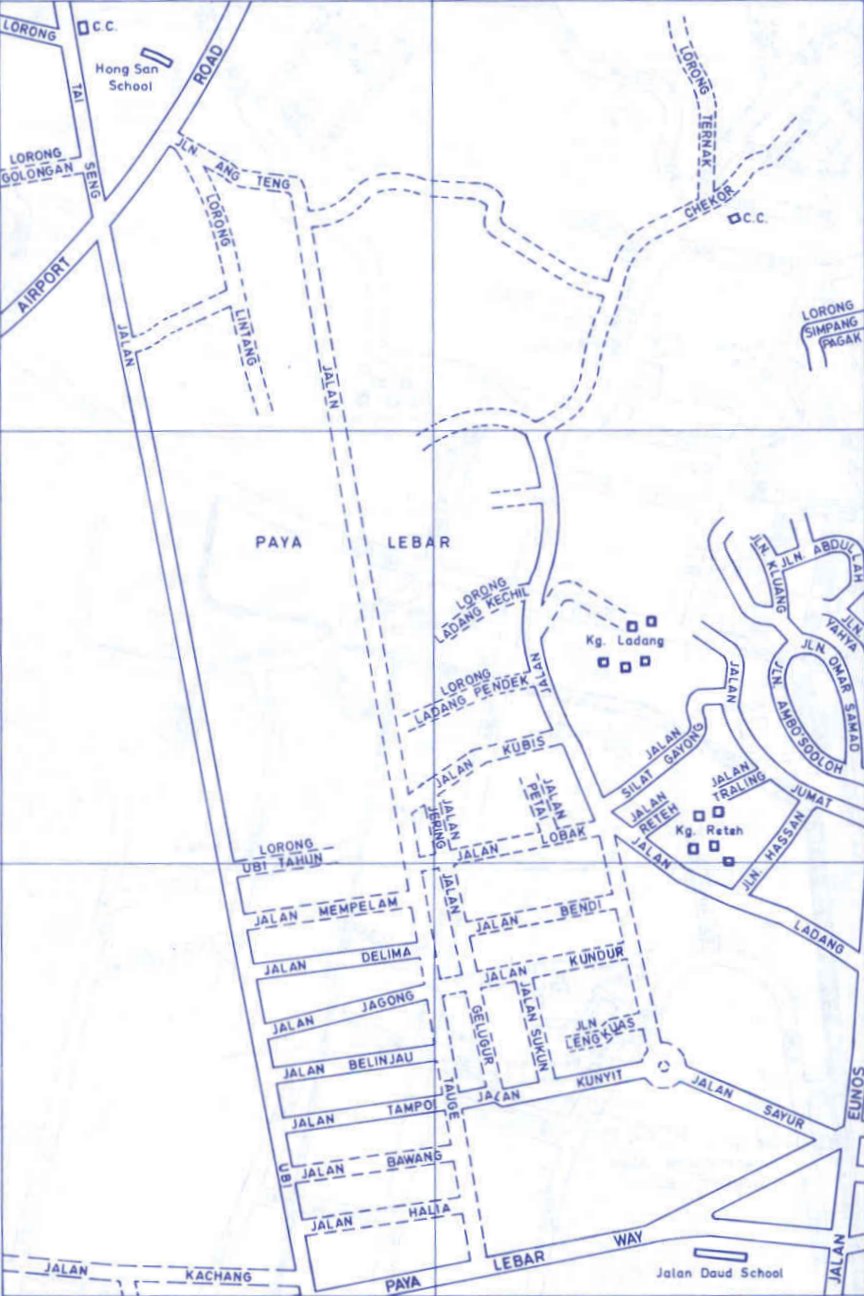 LORONG
C.C.
Hong San
School
ROAD
TAI
SENG
LORONG
GOLONGAN
JLN. ANG TENG
LORONG
LINTANG
AIRPORT
JALAN
JALAN
LORONG
TERNAK
CHEKOR
C.C.
LORONG
SIMPANG
PAGAK
PAYA LEBAR
LORONG
LADANG KECHIL
Kg. Ladang
JLN. KLUANG
JLN. ABDULLAH
JLN.
YAHYA
JLN. OMAR SAMAD
JLN. AMBO'SOOLOH
LORONG
LADANG PENDEK
JALAN
JALAN
JALAN KUBIS
JALAN
SILAT GAYONG
JALAN
TRALING
JUMAT
JALAN
PETAI
JALAN
JERING
JALAN LOBAK
JALAN
RETEH
Kg. Reteh
JALAN
JLN. HASSAN
LADANG
LORONG
UBI TAHUN
JALAN
JALAN MEMPELAM
JALAN BENDI
JALAN DELIMA
JALAN KUNDUR
JALAN JAGONG
GELUGUR
JALAN SUKUN
JLN.
LENGKUAS
JALAN BELINJAU
JALAN KUNYIT
JALAN TAMPOI
TAUGE
JALAN SAYUR
EUNOS
JALAN BAWANG
UBI
JALAN HALIA
JALAN KACHANG
PAYA LEBAR WAY
Jalan Daud School
JALAN